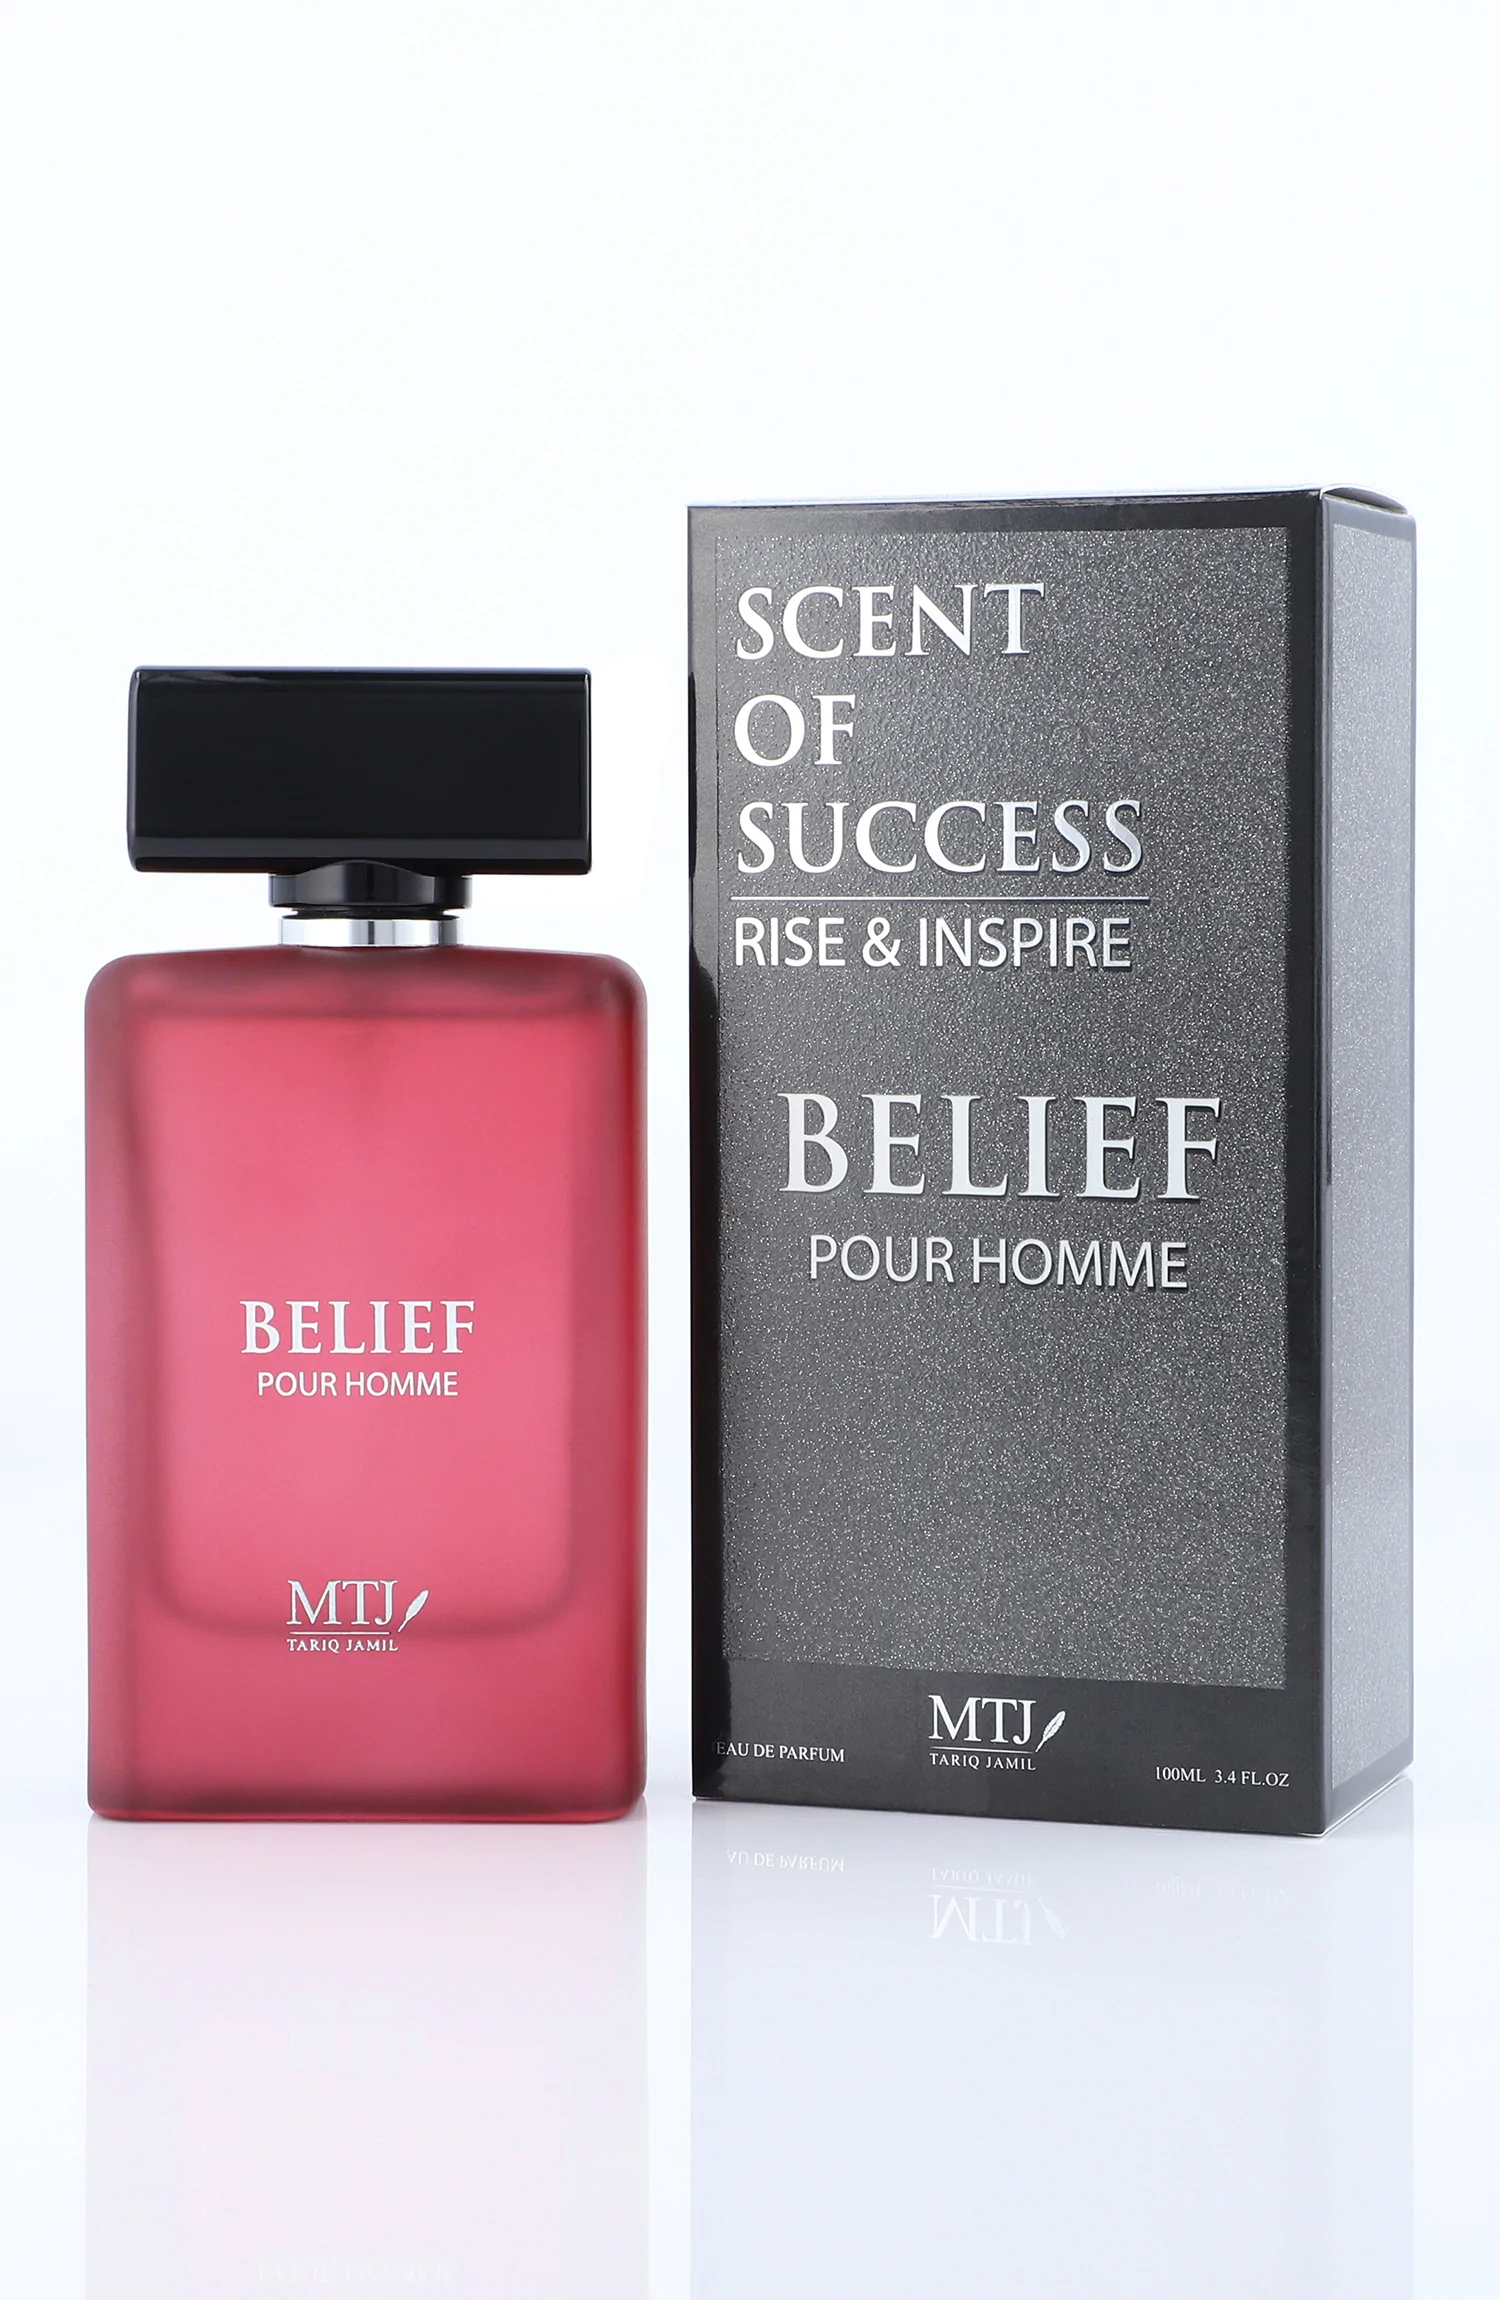 BELIEF
POUR HOMME
MTJ
TARIQ JAMIL
SCENT
OF
SUCCESS
RISE & INSPIRE
BELIEF
POUR HOMME
EAU DE PARFUM
MTJ
TARIQ JAMIL
100ML 3.4 FL.OZ